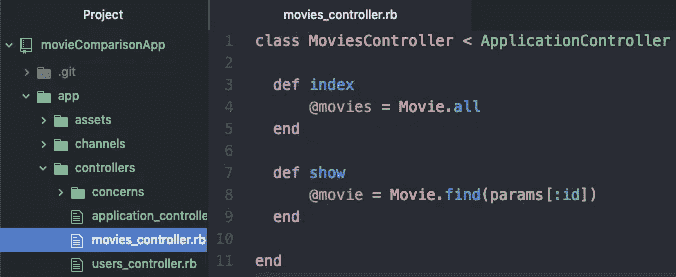 Project
movieComparisonApp
.git
app
assets
channels
controllers
concerns
application_controlle
movies_controller.rb
users_controller.rb
movies_controller.rb
1 class MoviesController < ApplicationController
2
3   def index
4       @movies = Movie.all
5   end
6
7   def show
8       @movie = Movie.find(params[:id])
9   end
10
11 end